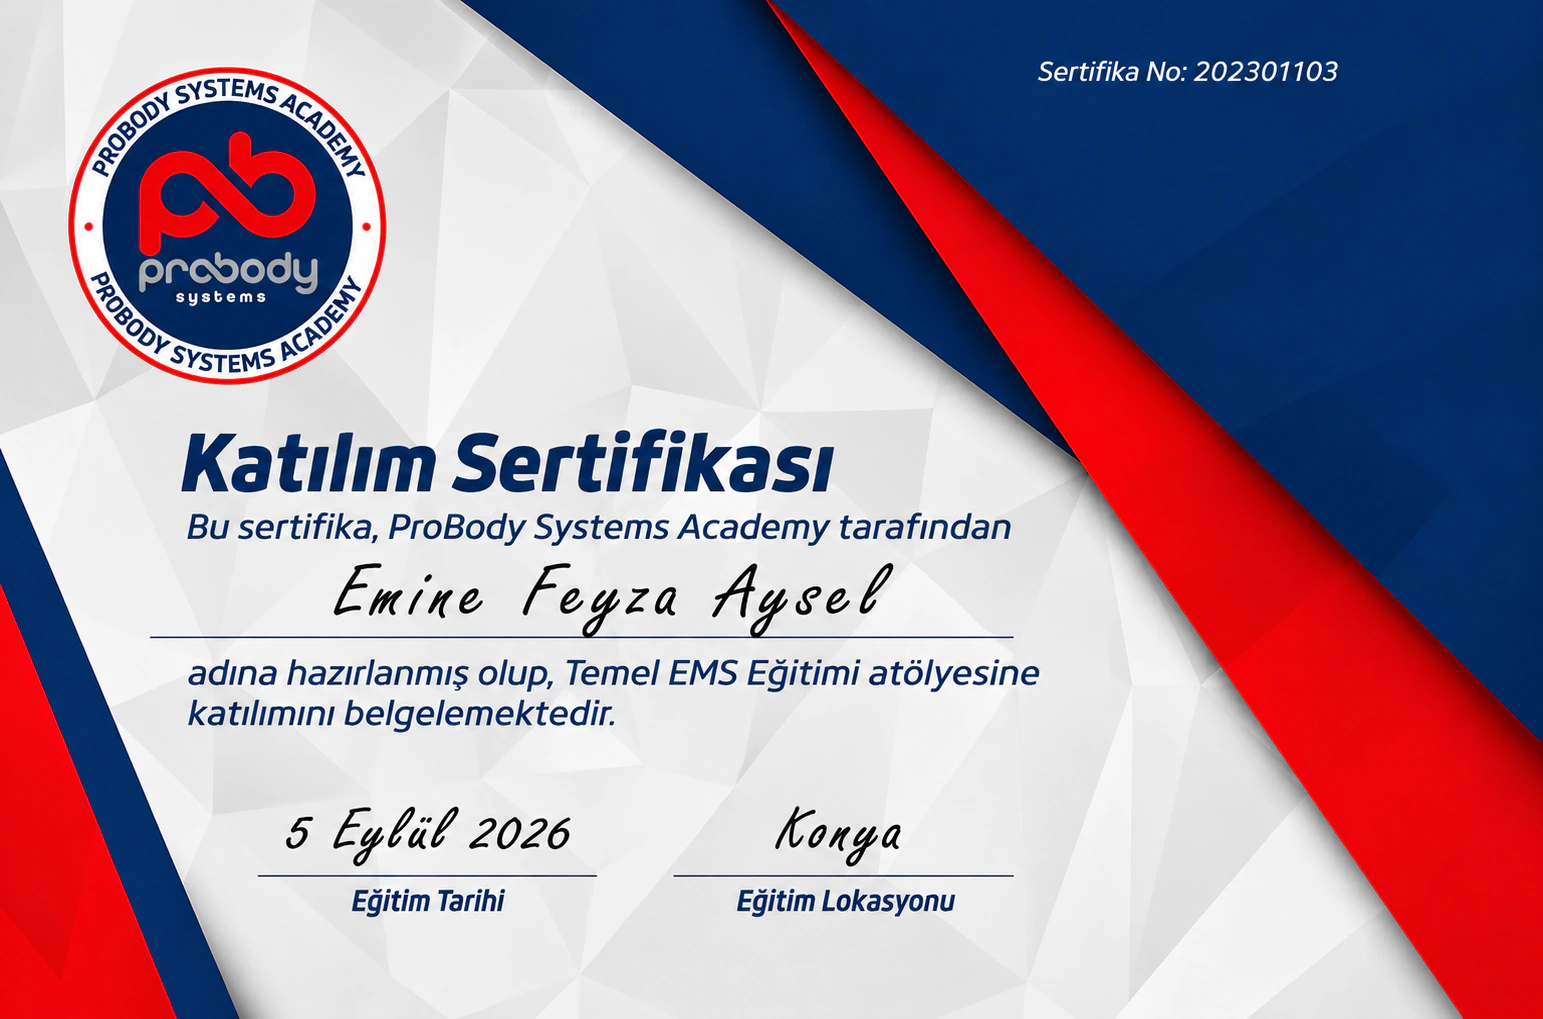 Sertifika No: 202301103
PROBODY SYSTEMS ACADEMY
pb
probody
systems
PROBODY SYSTEMS ACADEMY
Katılım Sertifikası
Bu sertifika, ProBody Systems Academy tarafından
Emine Feyza Aysel
adına hazırlanmış olup, Temel EMS Eğitimi atölyesine
katılımını belgelemektedir.
5 Eylül 2026
Konya
Eğitim Tarihi
Eğitim Lokasyonu